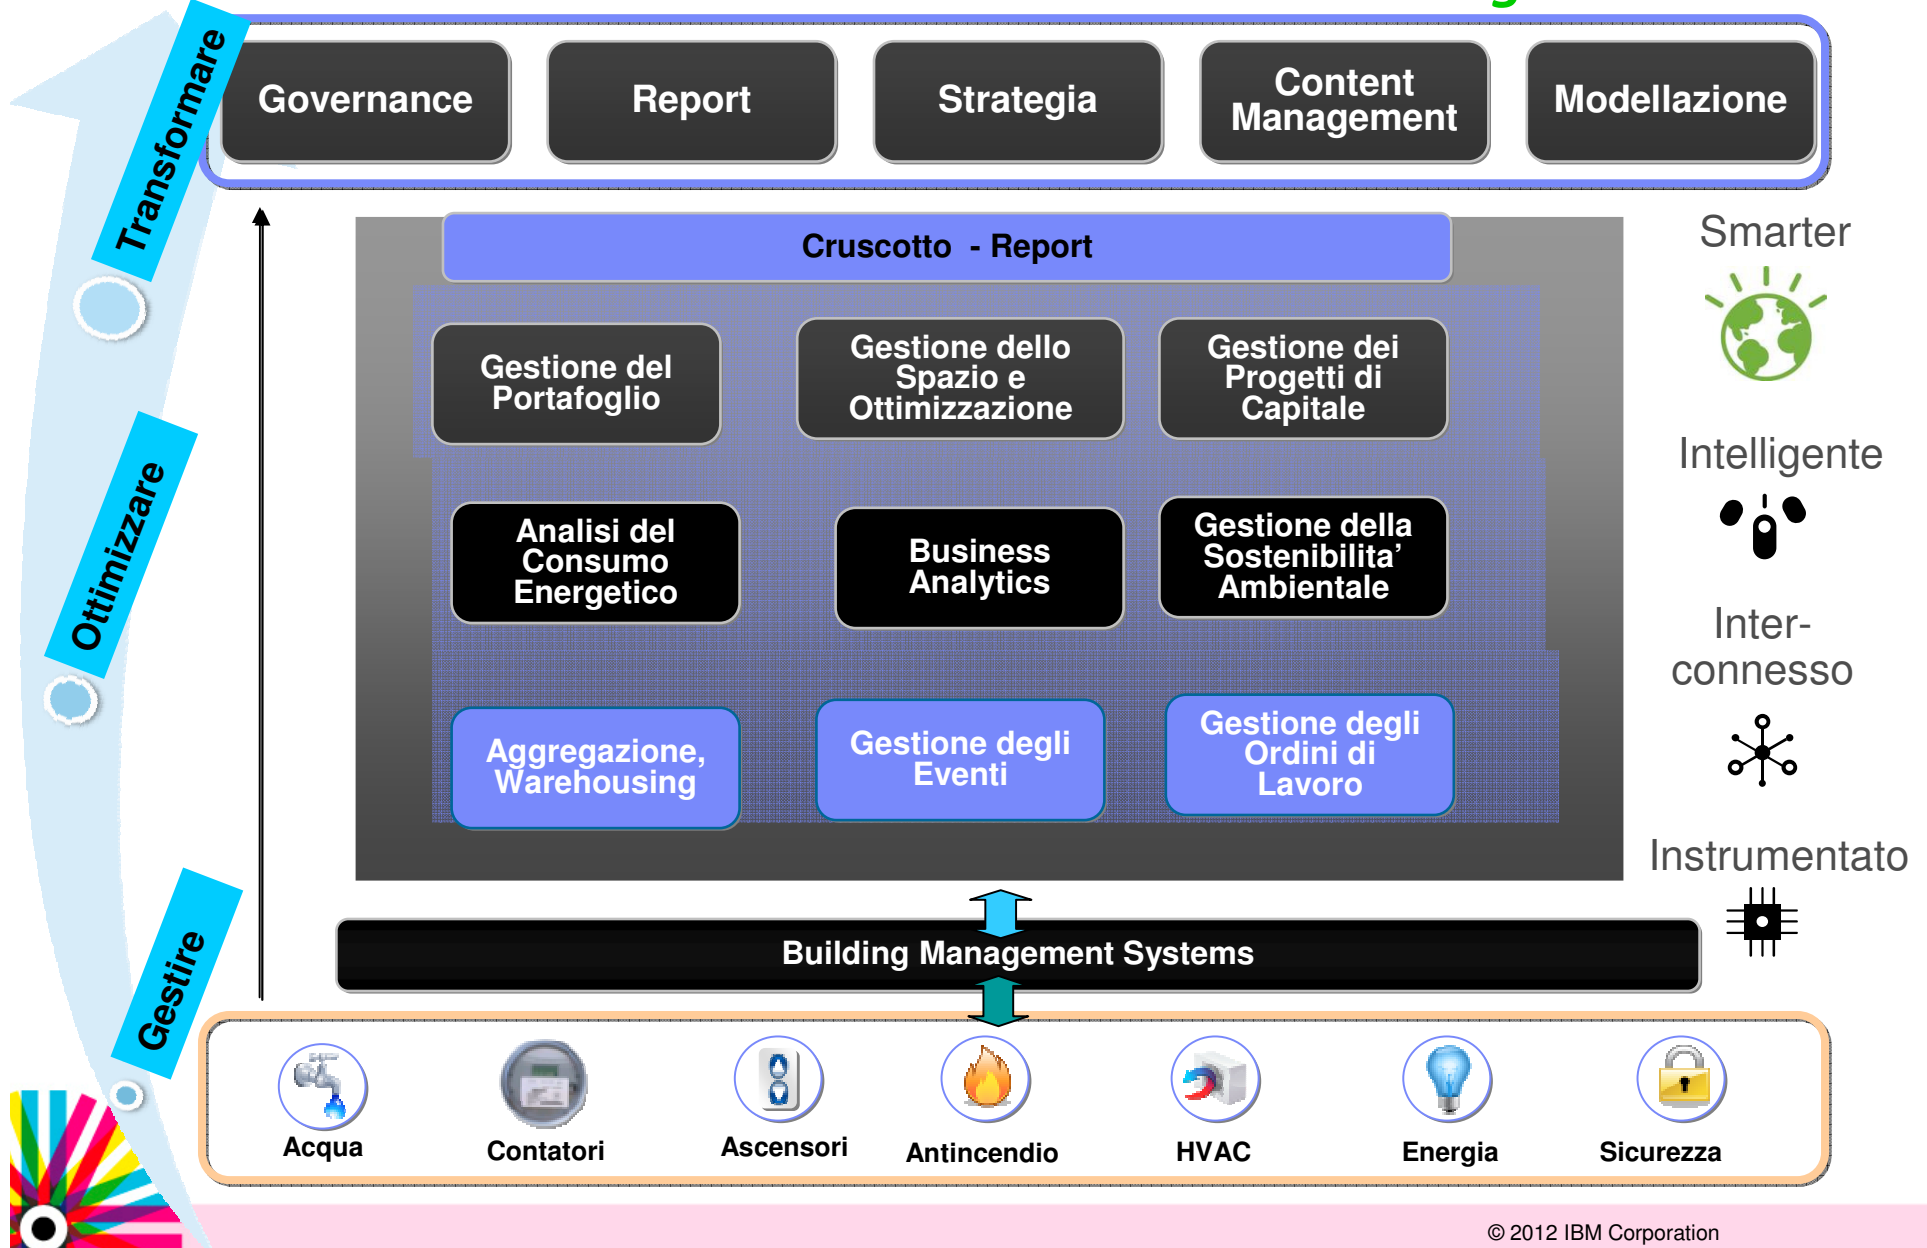 Transformare
Governance
Report
Strategia
Content
Management
Modellazione
Cruscotto - Report
Smarter
Gestione del
Portafoglio
Gestione dello
Spazio e
Ottimizzazione
Gestione dei
Progetti di
Capitale
Intelligente
Ottimizzare
Analisi del
Consumo
Energetico
Business
Analytics
Gestione della
Sostenibilita’
Ambientale
Inter-
connesso
Aggregazione,
Warehousing
Gestione degli
Eventi
Gestione degli
Ordini di
Lavoro
Instrumentato
Gestire
Building Management Systems
Acqua
Contatori
Ascensori
Antincendio
HVAC
Energia
Sicurezza
© 2012 IBM Corporation